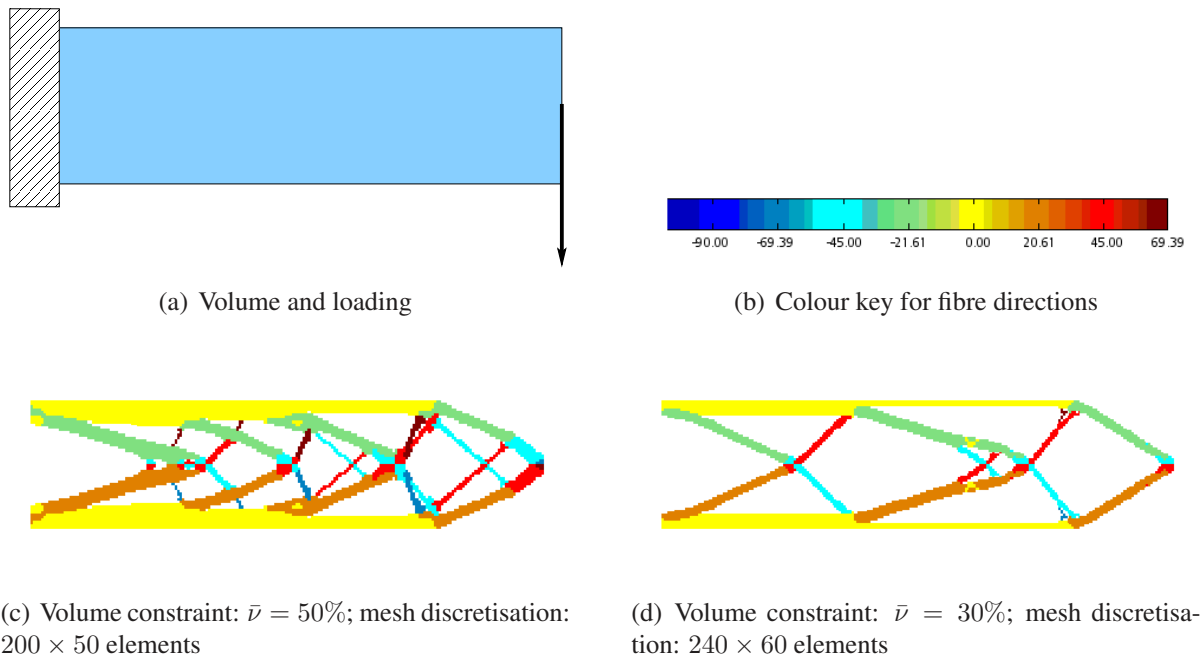 -90.00 -69.39 -45.00 -21.61 0.00 20.61 45.00 69.39
(a) Volume and loading
(b) Colour key for fibre directions
(c) Volume constraint: ν̄ = 50%; mesh discretisation:
200 × 50 elements
(d) Volume constraint: ν̄ = 30%; mesh discretisa-
tion: 240 × 60 elements